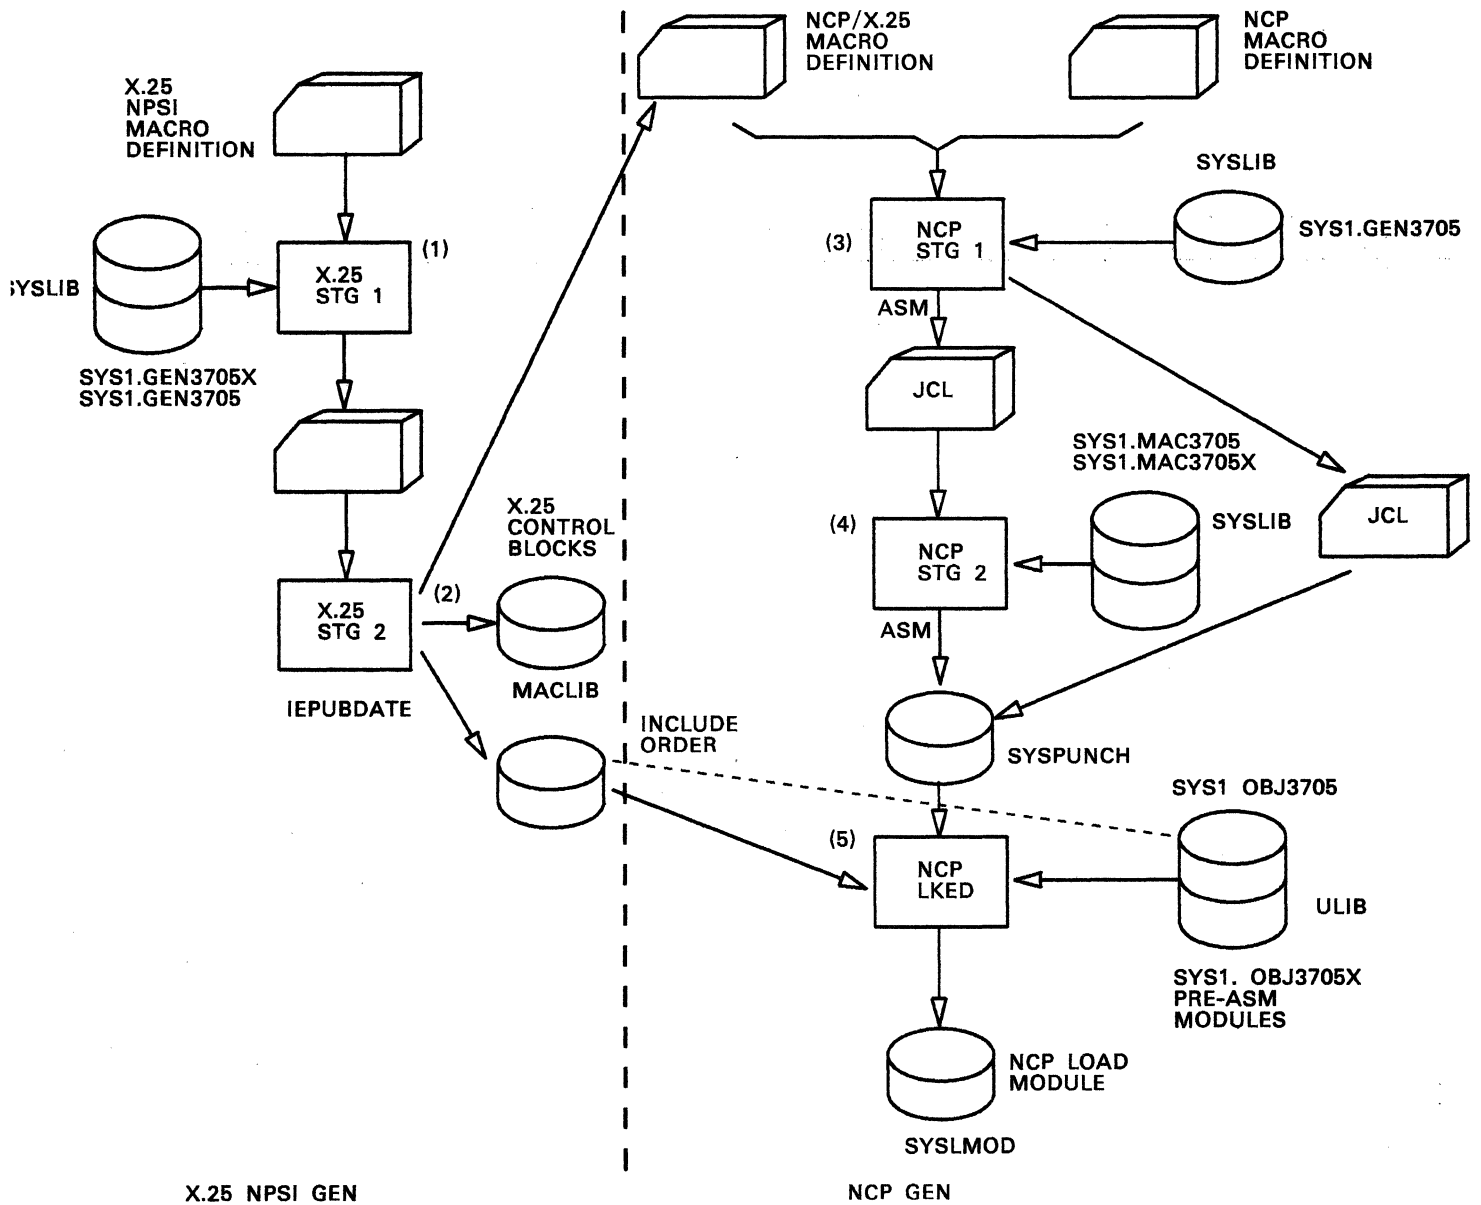 NCP/X.25
MACRO
DEFINITION
NCP
MACRO
DEFINITION
X.25
NPSI
MACRO
DEFINITION
SYSLIB
SYS1.GEN3705
(1)
(3)
NCP
STG 1
X.25
STG 1
SYSLIB
ASM
SYS1.GEN3705X
SYS1.GEN3705
JCL
SYS1.MAC3705
SYS1.MAC3705X
X.25
CONTROL
BLOCKS
(4)
SYSLIB
JCL
NCP
STG 2
(2)
X.25
STG 2
ASM
MACLIB
IEPUBDATE
INCLUDE
ORDER
SYSPUNCH
SYS1 OBJ3705
(5)
NCP
LKED
ULIB
SYS1. OBJ3705X
PRE-ASM
MODULES
NCP LOAD
MODULE
SYSLMOD
X.25 NPSI GEN
NCP GEN